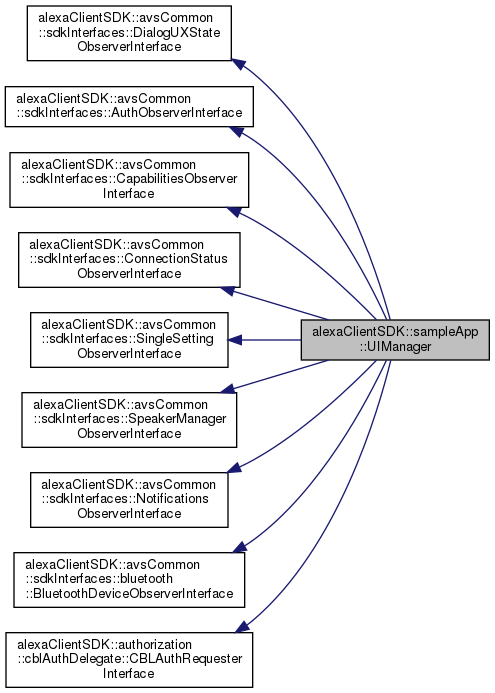 alexaClientSDK::avsCommon
::sdkInterfaces::DialogUXState
ObserverInterface
alexaClientSDK::avsCommon
::sdkInterfaces::AuthObserverInterface
alexaClientSDK::avsCommon
::sdkInterfaces::CapabilitiesObserver
Interface
alexaClientSDK::avsCommon
::sdkInterfaces::ConnectionStatus
ObserverInterface
alexaClientSDK::avsCommon
::sdkInterfaces::SingleSetting
ObserverInterface
alexaClientSDK::sampleApp
::UIManager
alexaClientSDK::avsCommon
::sdkInterfaces::SpeakerManager
ObserverInterface
alexaClientSDK::avsCommon
::sdkInterfaces::Notifications
ObserverInterface
alexaClientSDK::avsCommon
::sdkInterfaces::bluetooth
::BluetoothDeviceObserverInterface
alexaClientSDK::authorization
::cblAuthDelegate::CBLAuthRequester
Interface